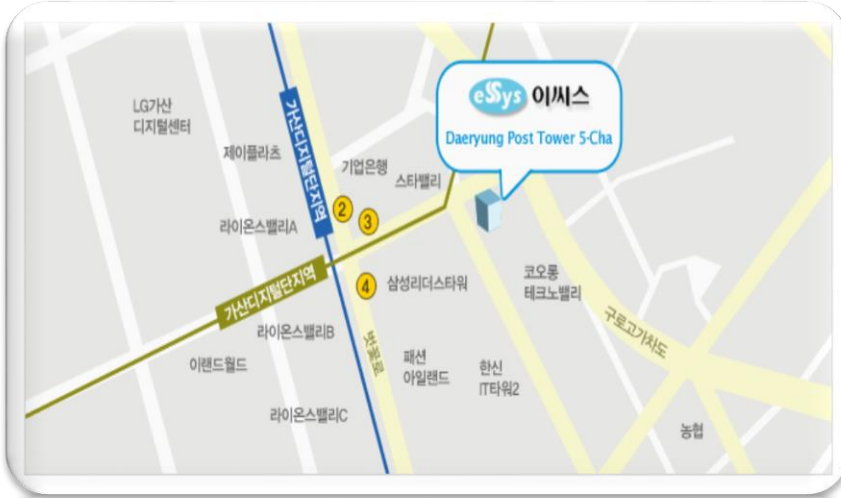 eSSys 이씨스
Daeryung Post Tower 5-Cha
LG가산
디지털센터
제이플라츠
가산디지털단지역
기업은행
스타밸리
2
3
라이온스밸리A
4
삼성리더스타워
코오롱
테크노밸리
가산디지털단지역
라이온스밸리B
이랜드월드
벚꽃로
패션
아일랜드
한신
IT타워2
구로고가차도
라이온스밸리C
농협